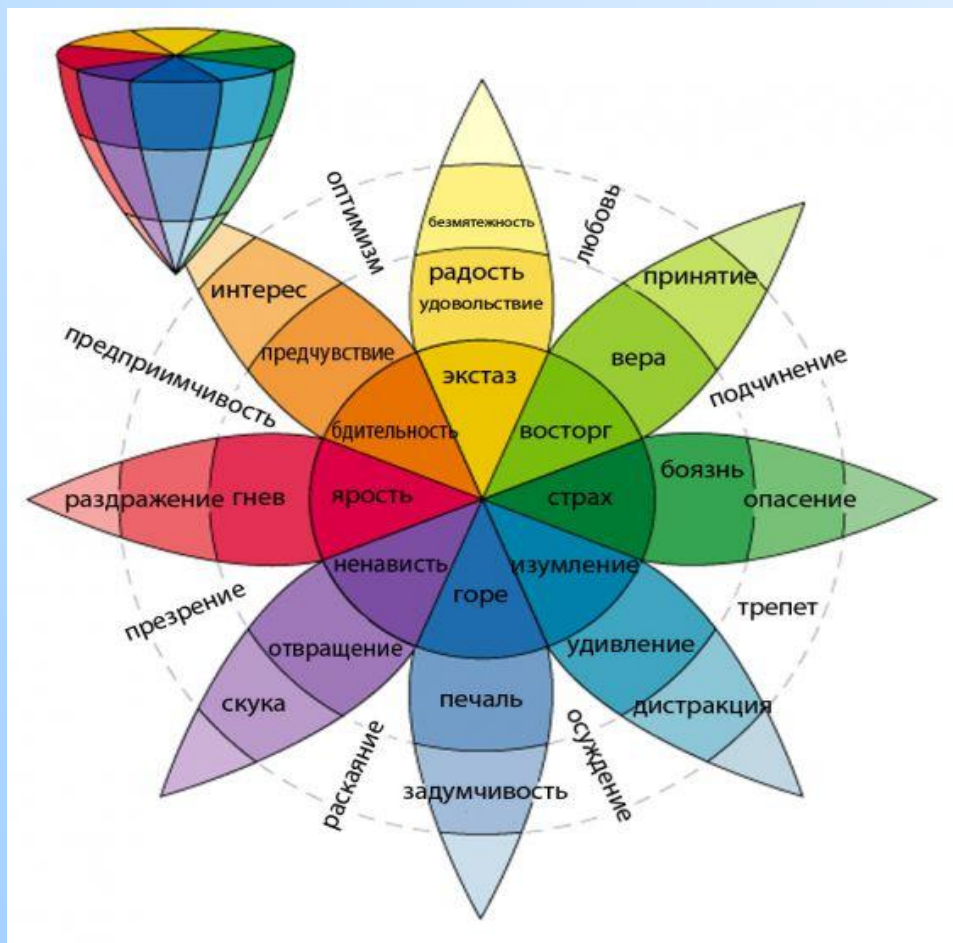 оптимизм
любовь
безмятежность
радость
удовольствие
принятие
интерес
предчувствие
вера
предприимчивость
подчинение
экстаз
бдительность
восторг
боязнь
раздражение
гнев
ярость
страх
опасение
ненависть
изумление
горе
презрение
трепет
отвращение
удивление
скука
печаль
дистракция
раскаяние
осуждение
задумчивость